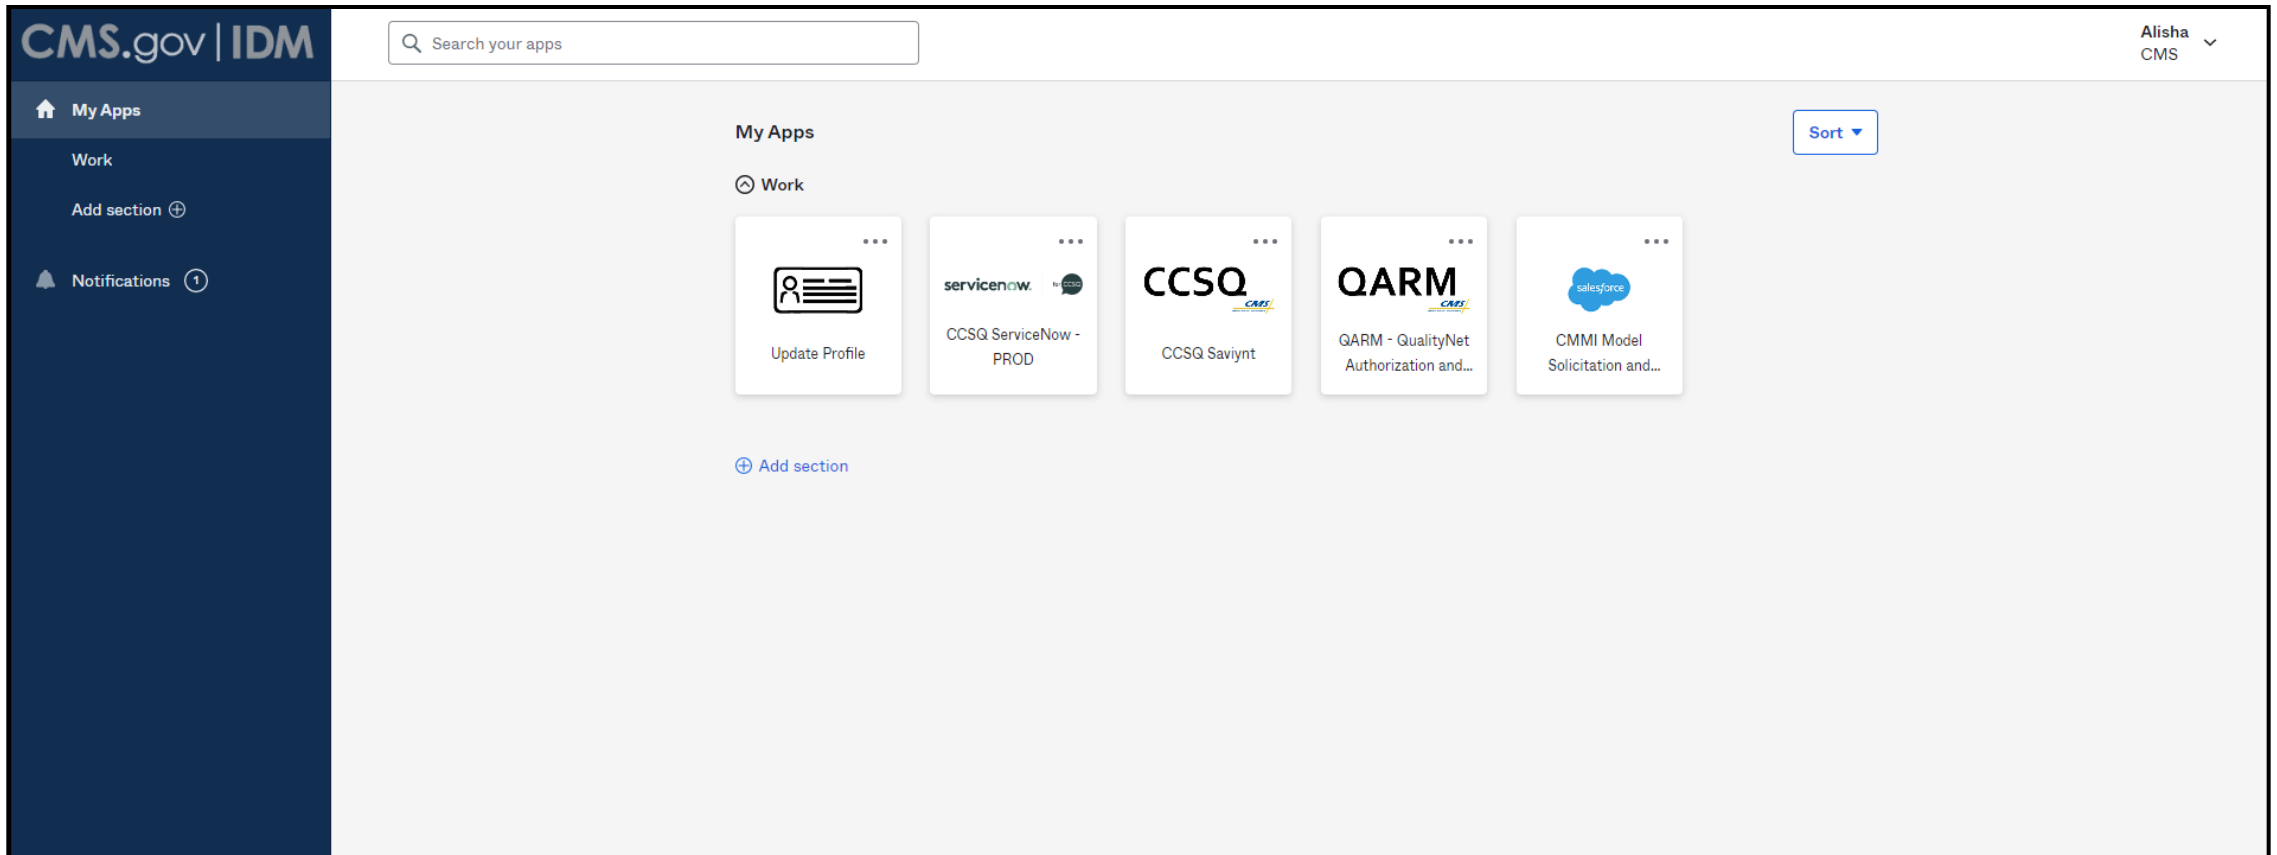 CMS.gov | IDM
Search your apps
Alisha
CMS
My Apps
Work
Add section
Notifications 1
My Apps
Sort
Work
Update Profile
servicenow. for CCSQ
CCSQ ServiceNow -
PROD
CCSQ
CMS
CCSQ Saviynt
QARM
CMS
QARM - QualityNet
Authorization and...
salesforce
CMMI Model
Solicitation and...
Add section